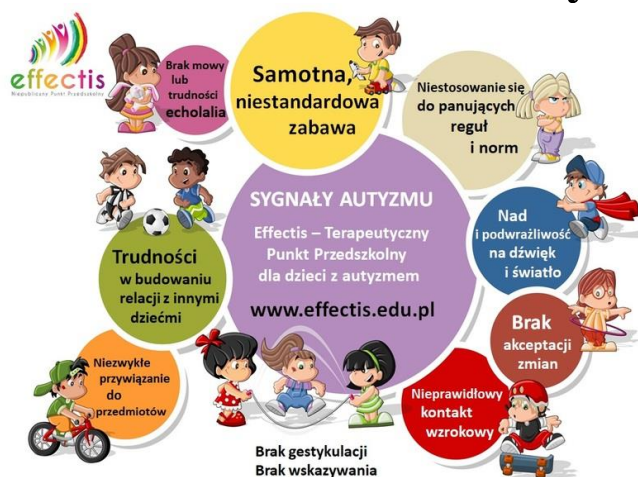 effectis
Niepubliczny Punkt Przedszkolny
Brak mowy
lub
trudności
echolalia
Samotna,
niestandardowa
zabawa
Niestosowanie się
do panujących
reguł
i norm
SYGNAŁY AUTYZMU
Effectis – Terapeutyczny
Punkt Przedszkolny
dla dzieci z autyzmem
www.effectis.edu.pl
Nad
i podwrażliwość
na dźwięk
i światło
Trudności
w budowaniu
relacji z innymi
dziećmi
Brak
akceptacji
zmian
Niezwykłe
przywiązanie
do
przedmiotów
Nieprawidłowy
kontakt
wzrokowy
Brak gestykulacji
Brak wskazywania